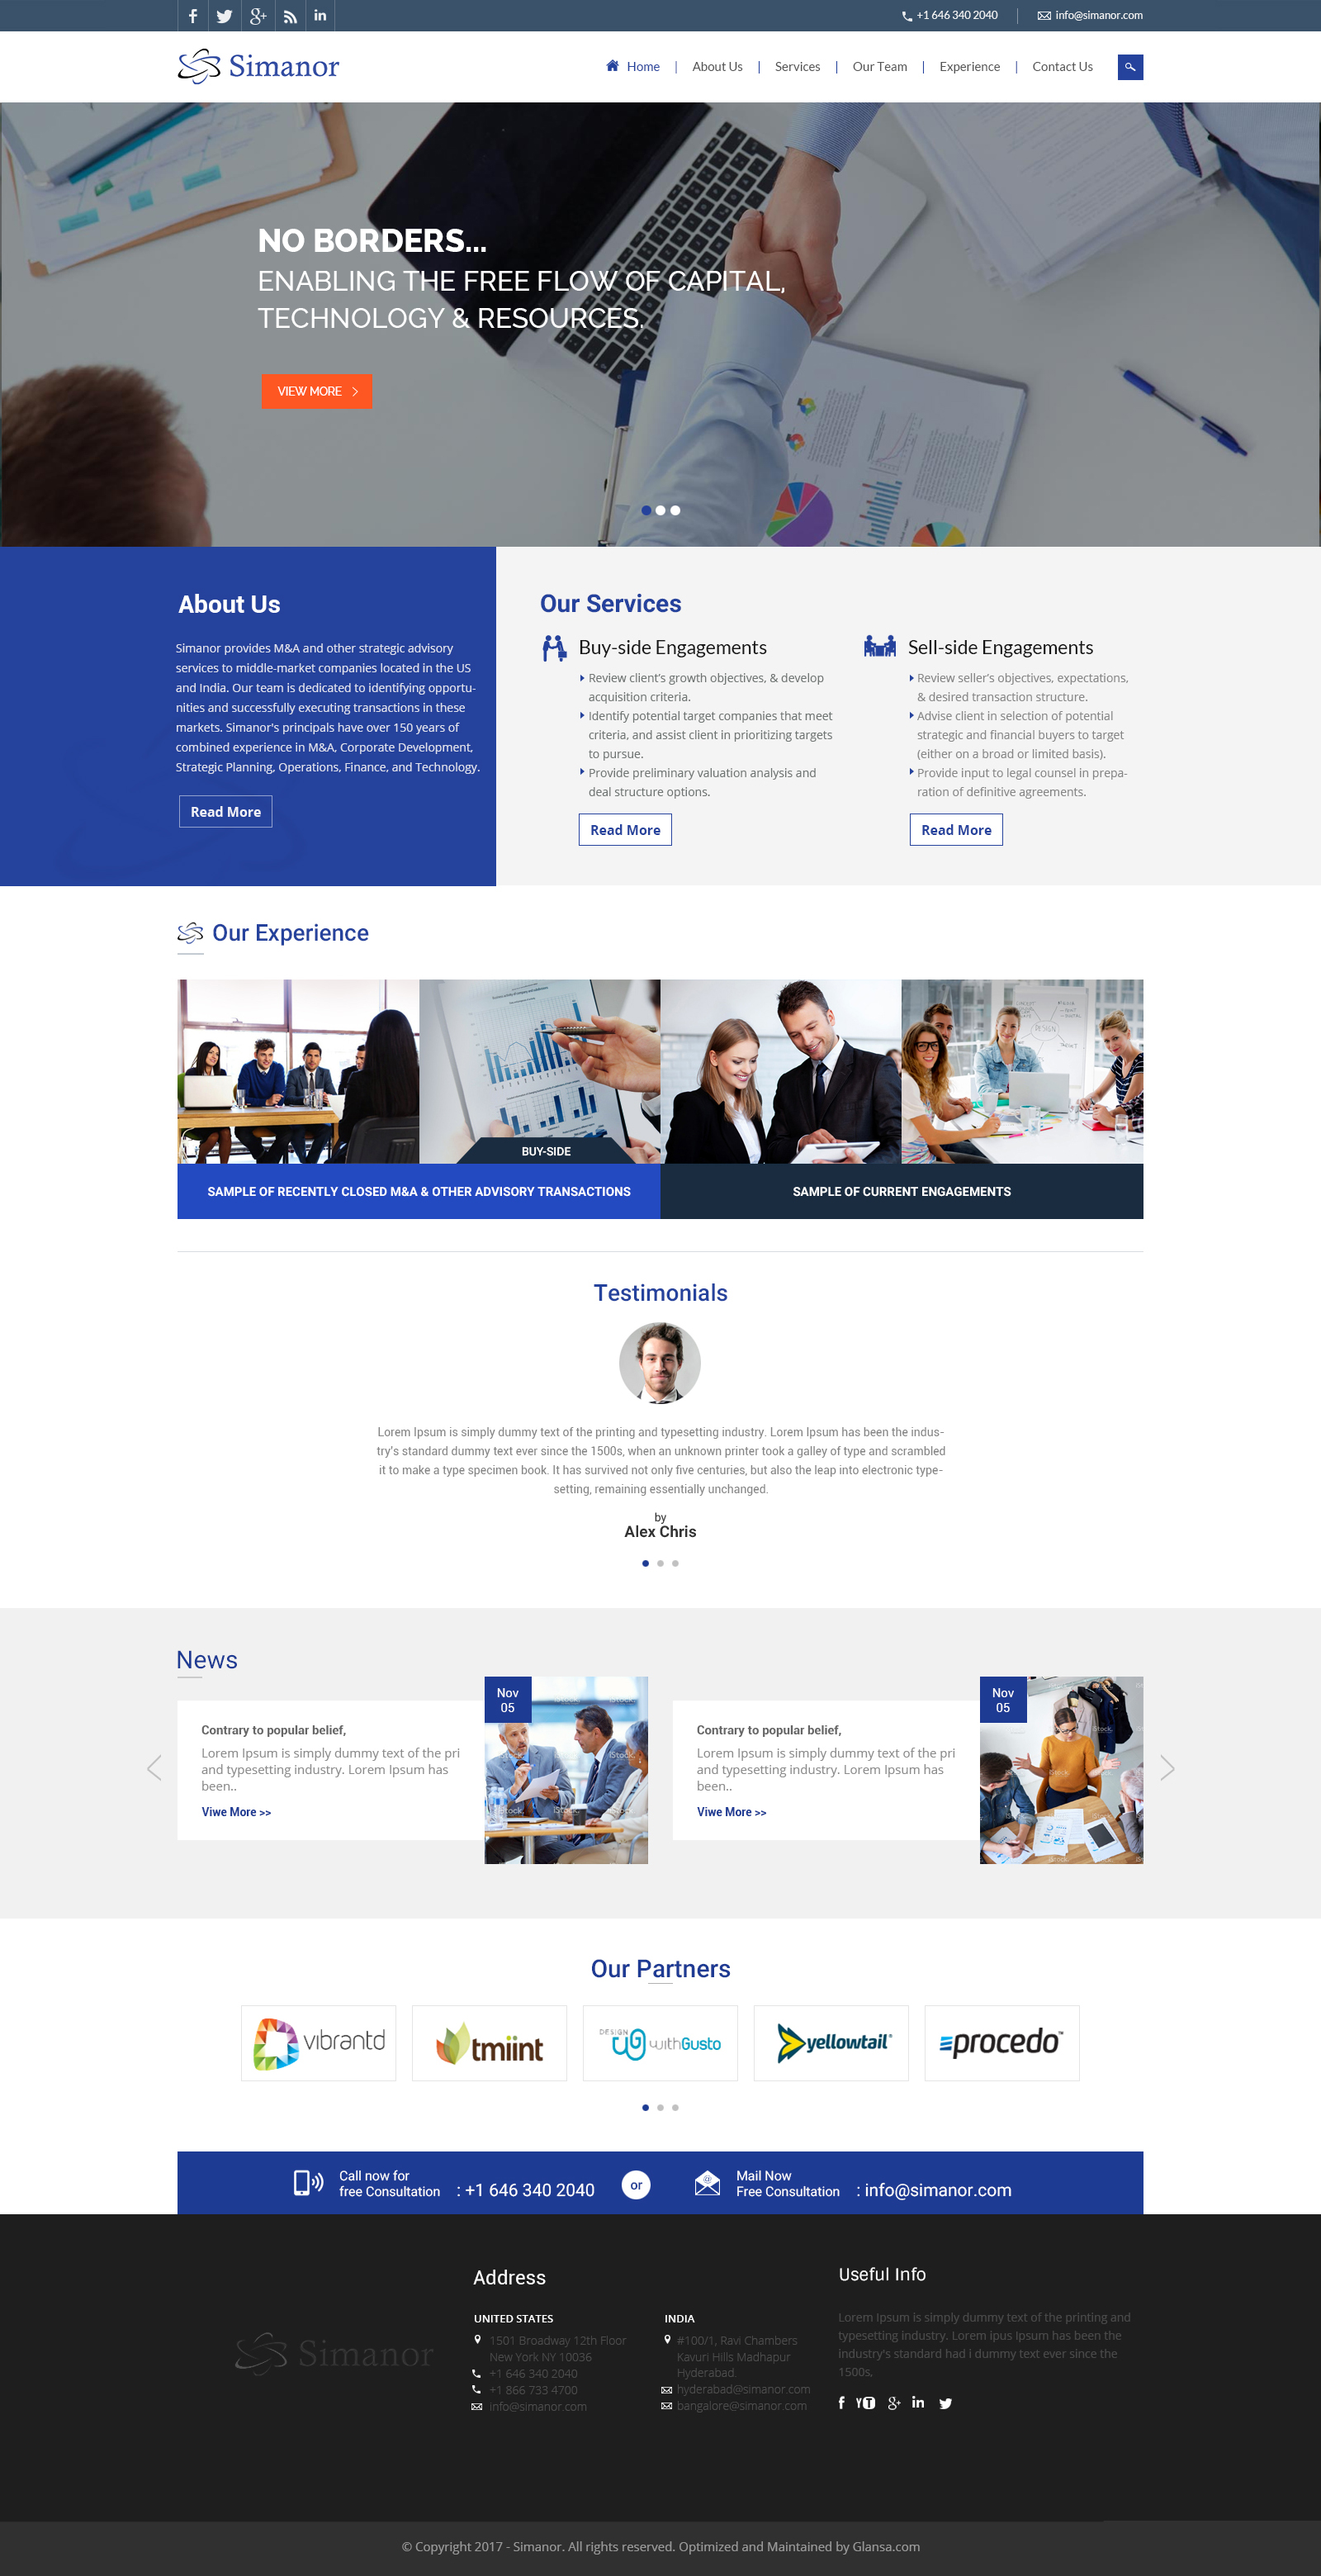 +1 646 340 2040
info@simanor.com
Simanor
Home | About Us | Services | Our Team | Experience | Contact Us
NO BORDERS...
ENABLING THE FREE FLOW OF CAPITAL,
TECHNOLOGY & RESOURCES.
VIEW MORE
About Us
Simanor provides M&A and other strategic advisory
services to middle-market companies located in the US
and India. Our team is dedicated to identifying opportu-
nities and successfully executing transactions in these
markets. Simanor's principals have over 150 years of
combined experience in M&A, Corporate Development,
Strategic Planning, Operations, Finance, and Technology.
Read More
Our Services
Buy-side Engagements
Review client's growth objectives, & develop
acquisition criteria.
Identify potential target companies that meet
criteria, and assist client in prioritizing targets
to pursue.
Provide preliminary valuation analysis and
deal structure options.
Read More
Sell-side Engagements
Review seller's objectives, expectations,
& desired transaction structure.
Advise client in selection of potential
strategic and financial buyers to target
(either on a broad or limited basis).
Provide input to legal counsel in prepa-
ration of definitive agreements.
Read More
Our Experience
BUY-SIDE
SAMPLE OF RECENTLY CLOSED M&A & OTHER ADVISORY TRANSACTIONS
SAMPLE OF CURRENT ENGAGEMENTS
Testimonials
Lorem Ipsum is simply dummy text of the printing and typesetting industry. Lorem Ipsum has been the indus-
try's standard dummy text ever since the 1500s, when an unknown printer took a galley of type and scrambled
it to make a type specimen book. It has survived not only five centuries, but also the leap into electronic type-
setting, remaining essentially unchanged.
by
Alex Chris
News
Contrary to popular belief,
Lorem Ipsum is simply dummy text of the pri
and typesetting industry. Lorem Ipsum has
been..
Viwe More >>
Nov
05
Contrary to popular belief,
Lorem Ipsum is simply dummy text of the pri
and typesetting industry. Lorem Ipsum has
been..
Viwe More >>
Nov
05
Our Partners
vibrantd
tmiint
DESIGN withGusto
yellowtail
procedo™
Call now for
free Consultation : +1 646 340 2040
or
Mail Now
Free Consultation : info@simanor.com
Simanor
Address
UNITED STATES
1501 Broadway 12th Floor
New York NY 10036
+1 646 340 2040
+1 866 733 4700
info@simanor.com
INDIA
#100/1, Ravi Chambers
Kavuri Hills Madhapur
Hyderabad.
hyderabad@simanor.com
bangalore@simanor.com
Useful Info
Lorem Ipsum is simply dummy text of the printing and
typesetting industry. Lorem ipus Ipsum has been the
industry's standard had i dummy text ever since the
1500s,
© Copyright 2017 - Simanor. All rights reserved. Optimized and Maintained by Glansa.com